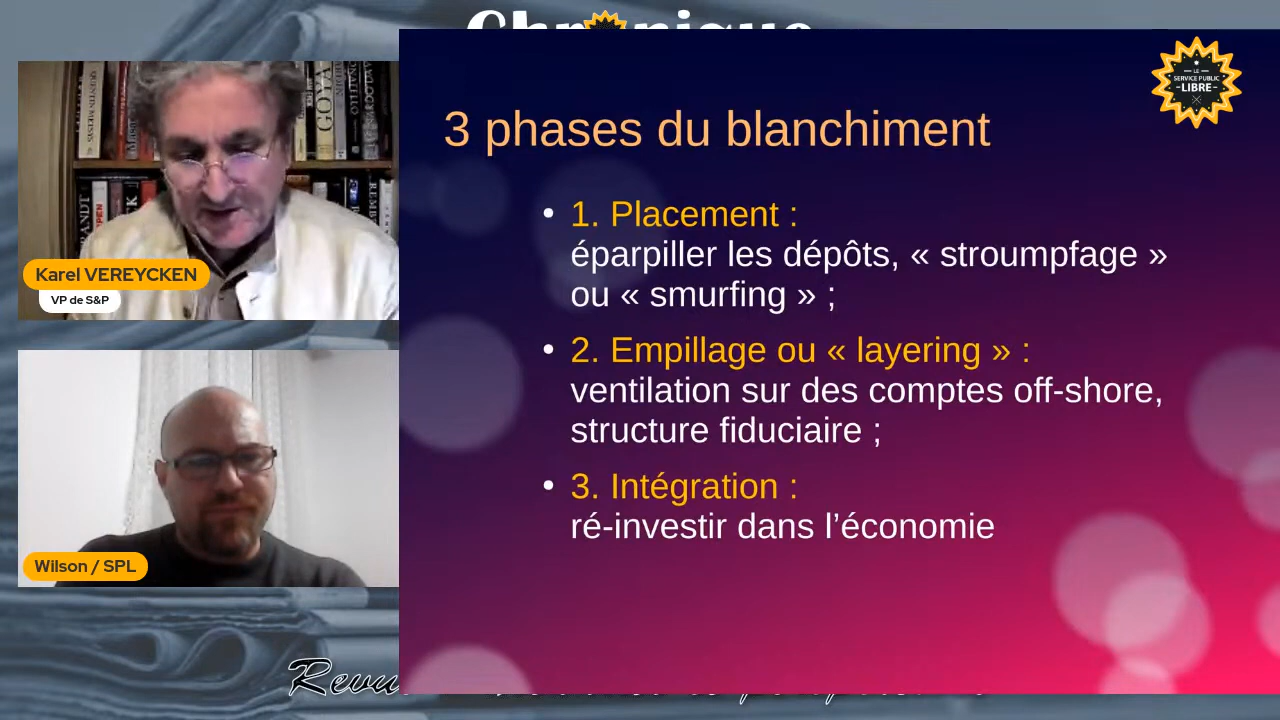 Chronique
LE
SERVICE PUBLIC
LIBRE
3 phases du blanchiment
• 1. Placement :
éparpiller les dépôts, « stroumpfage »
ou « smurfing » ;
• 2. Empillage ou « layering » :
ventilation sur des comptes off-shore,
structure fiduciaire ;
• 3. Intégration :
ré-investir dans l’économie
GOYA
Karel VEREYCKEN
VP de S&P
Wilson / SPL